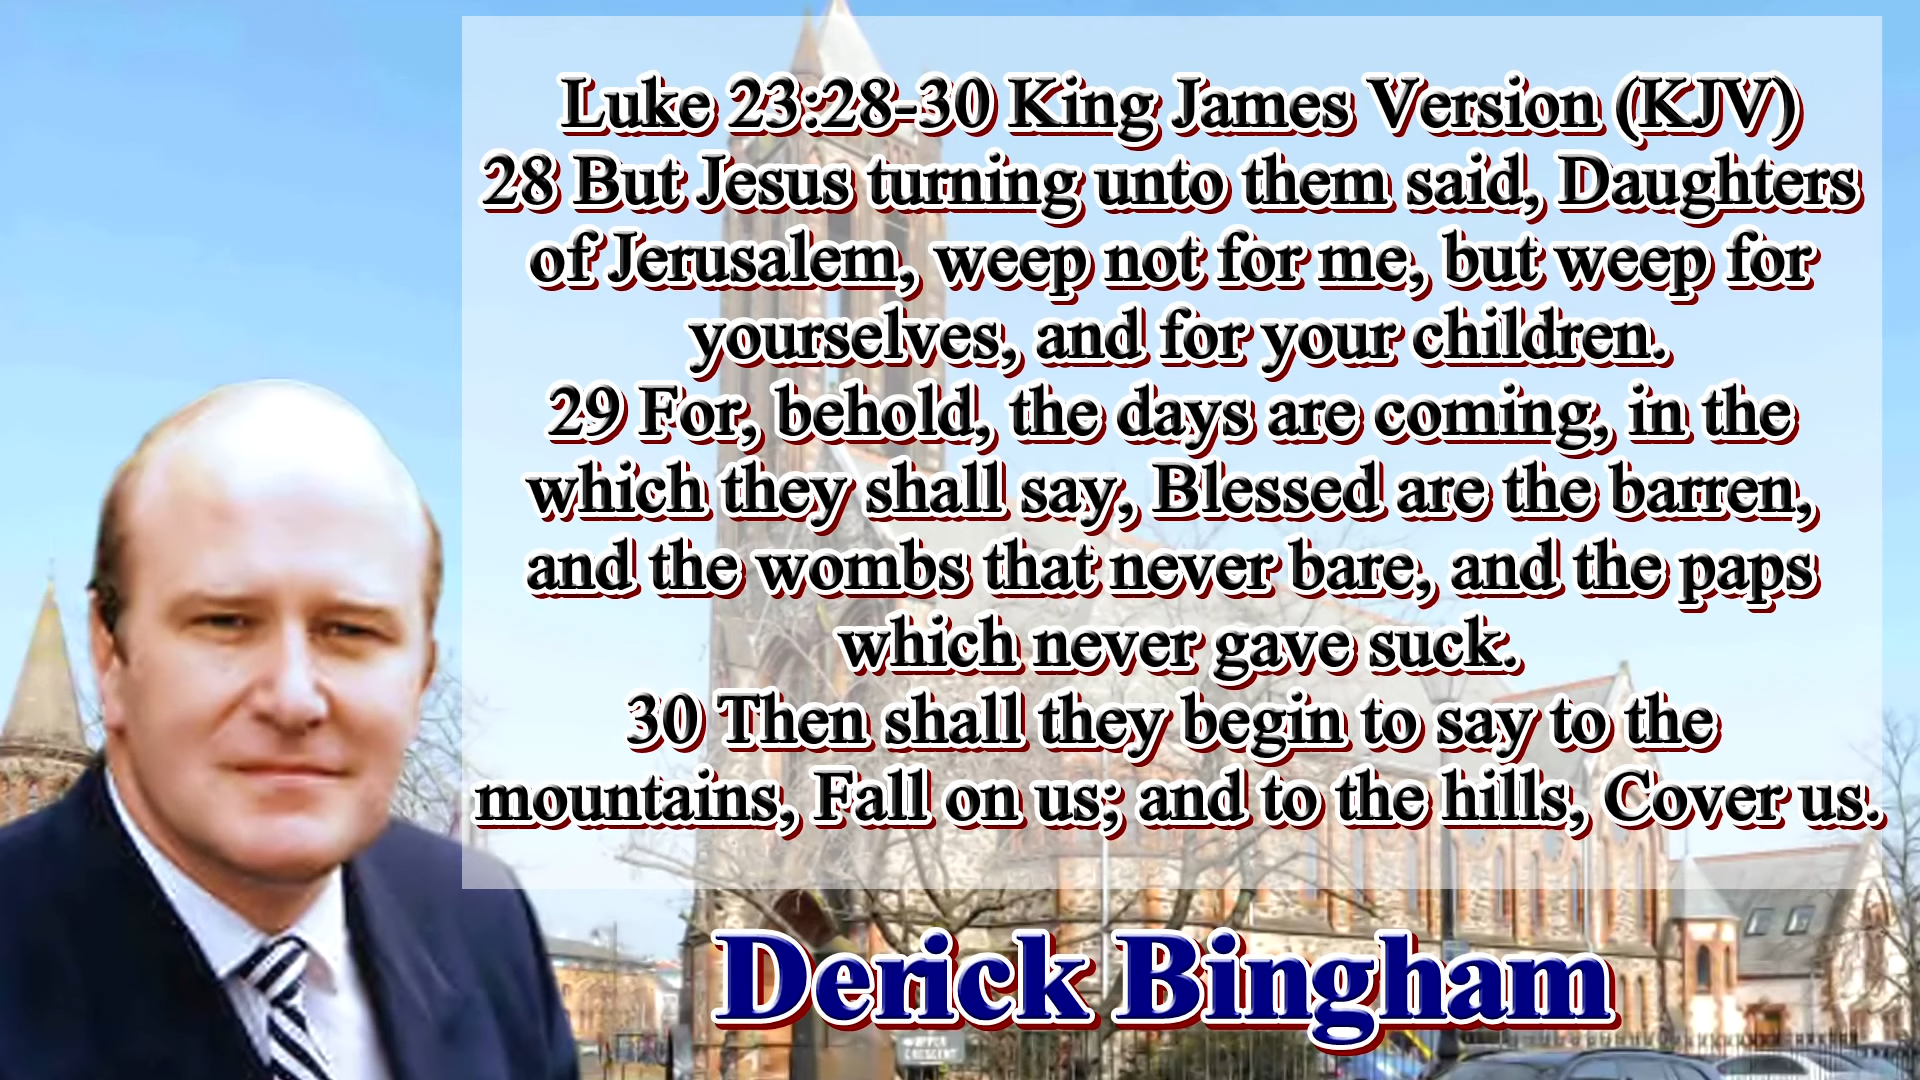 Luke 23:28-30 King James Version (KJV)
28 But Jesus turning unto them said, Daughters
of Jerusalem, weep not for me, but weep for
yourselves, and for your children.
29 For, behold, the days are coming, in the
which they shall say, Blessed are the barren,
and the wombs that never bare, and the paps
which never gave suck.
30 Then shall they begin to say to the
mountains, Fall on us; and to the hills, Cover us.
Derick Bingham
UPPER
CRESCENT